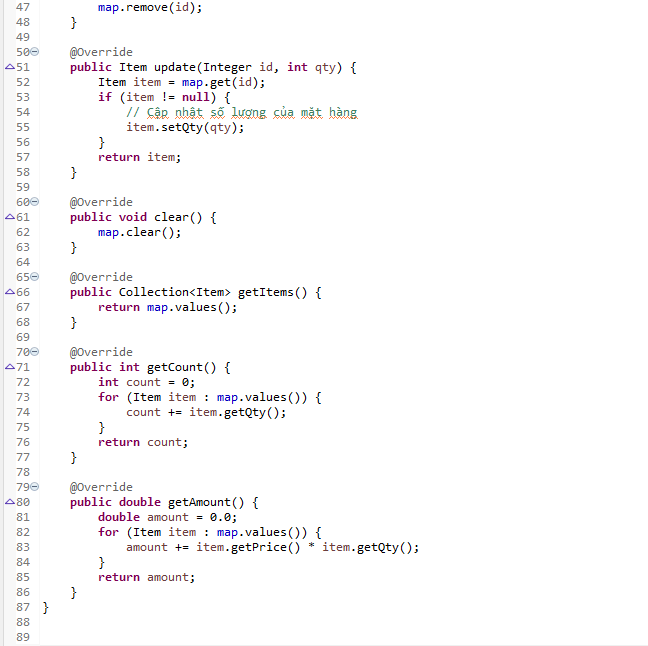 47         map.remove(id);
48     }
49
50     @Override
51     public Item update(Integer id, int qty) {
52         Item item = map.get(id);
53         if (item != null) {
54             // Cập nhật số lượng của mặt hàng
55             item.setQty(qty);
56         }
57         return item;
58     }
59
60     @Override
61     public void clear() {
62         map.clear();
63     }
64
65     @Override
66     public Collection<Item> getItems() {
67         return map.values();
68     }
69
70     @Override
71     public int getCount() {
72         int count = 0;
73         for (Item item : map.values()) {
74             count += item.getQty();
75         }
76         return count;
77     }
78
79     @Override
80     public double getAmount() {
81         double amount = 0.0;
82         for (Item item : map.values()) {
83             amount += item.getPrice() * item.getQty();
84         }
85         return amount;
86     }
87 }
88
89